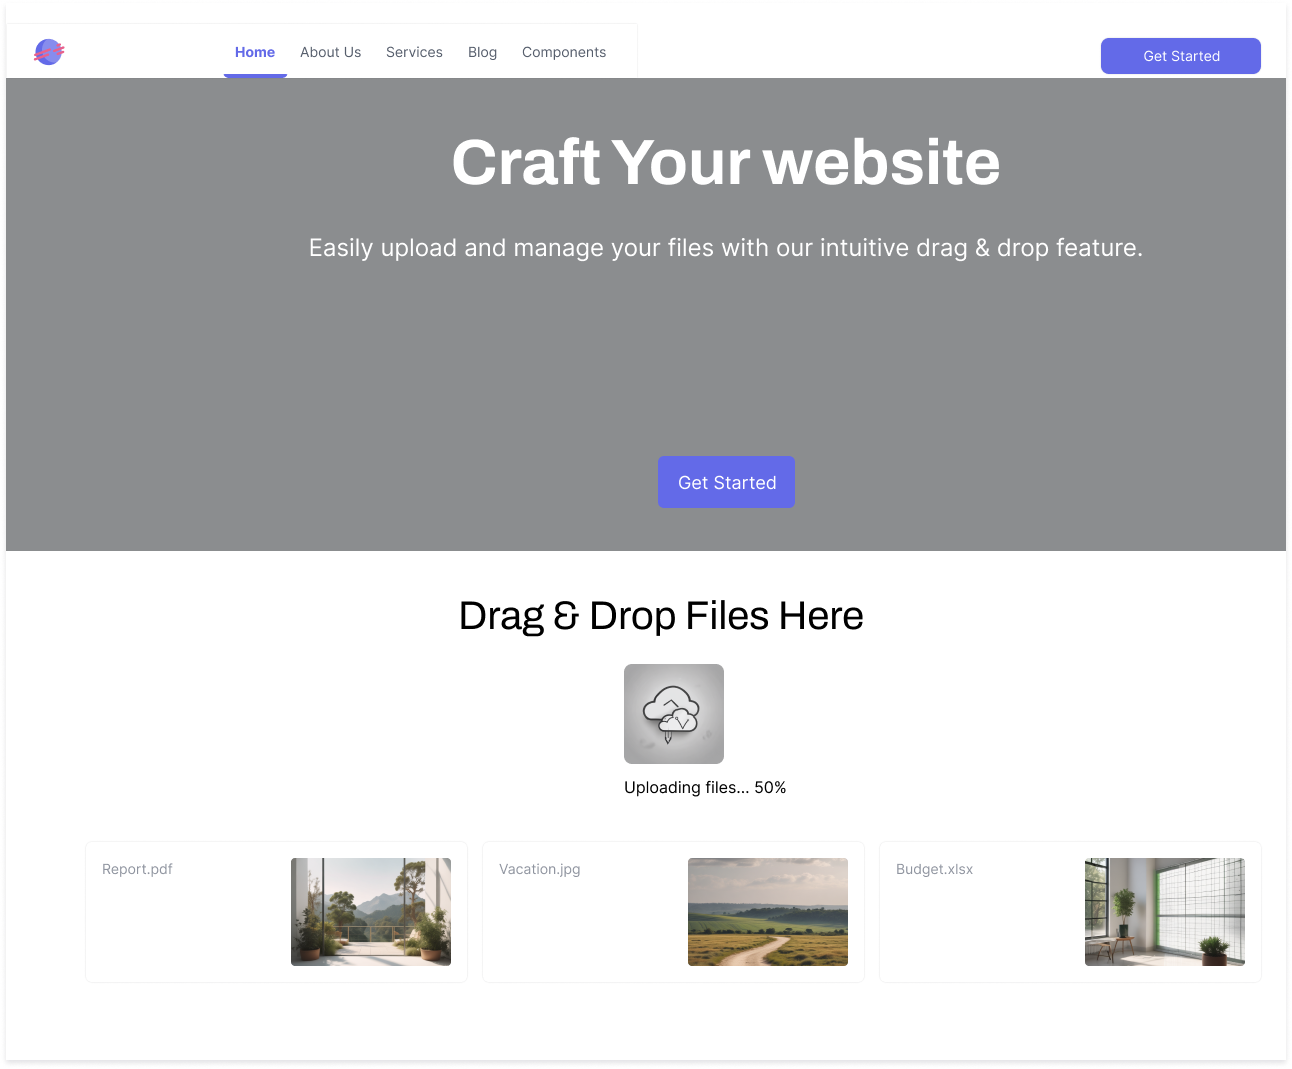 Home
About Us
Services
Blog
Components
Get Started
Craft Your website
Easily upload and manage your files with our intuitive drag & drop feature.
Get Started
Drag & Drop Files Here
Uploading files... 50%
Report.pdf
Vacation.jpg
Budget.xlsx